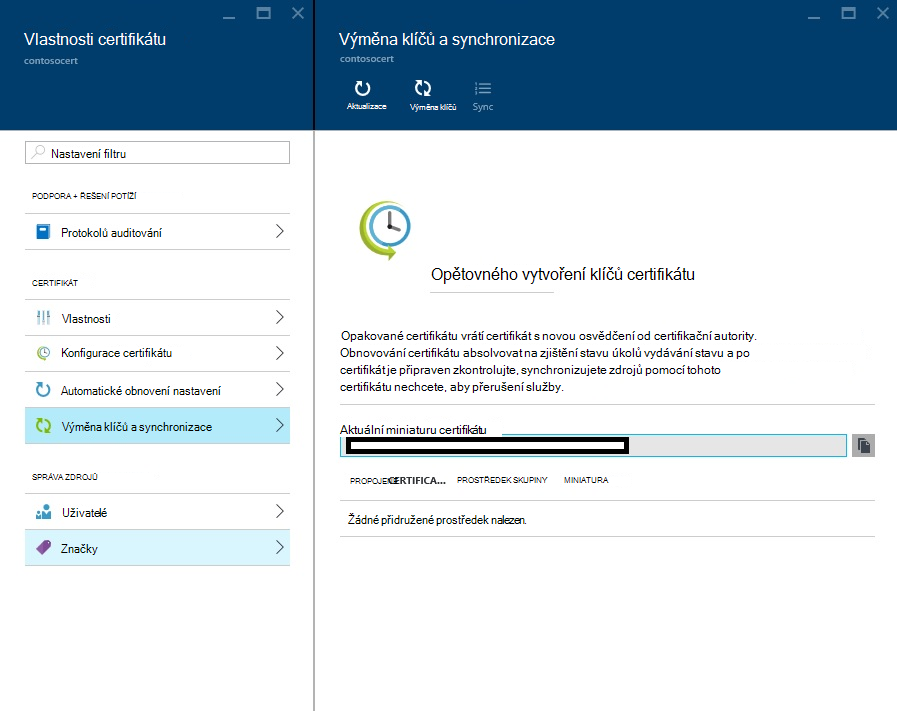 Vlastnosti certifikátu
contosocert
Nastavení filtru
PODPORA + ŘEŠENÍ POTÍŽÍ
Protokolů auditování
CERTIFIKÁT
Vlastnosti
Konfigurace certifikátu
Automatické obnovení nastavení
Výměna klíčů a synchronizace
SPRÁVA ZDROJŮ
Uživatelé
Značky
Výměna klíčů a synchronizace
contosocert
Aktualizace Výměna klíčů Sync
Opětovného vytvoření klíčů certifikátu
Opakované certifikátu vrátí certifikát s novou osvědčení od certifikační autority.
Obnovování certifikátu absolvovat na zjištění stavu úkolů vydávání stavu a po
certifikát je připraven zkontrolujte, synchronizujete zdrojů pomocí tohoto
certifikátu nechcete, aby přerušení služby.
Aktuální miniaturu certifikátu
CERTIFICA... PROSTŘEDEK SKUPINY MINIATURA
Žádné přidružené prostředek nalezen.